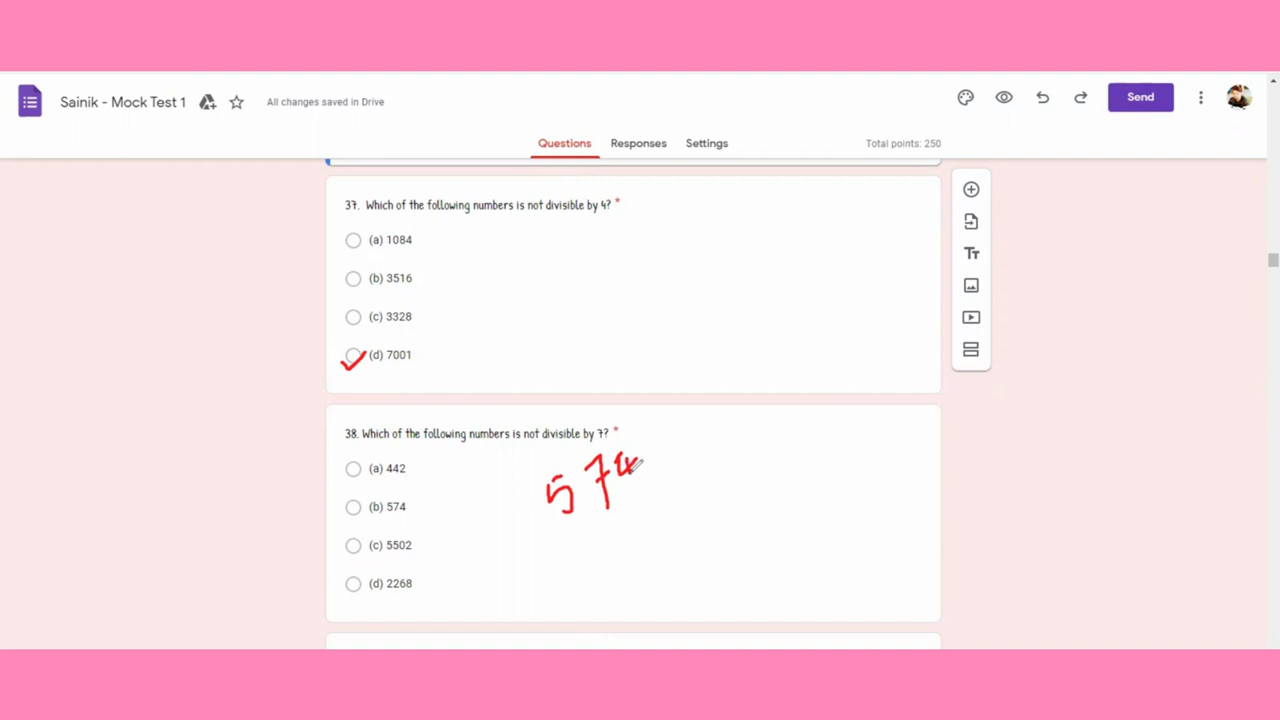 Sainik - Mock Test 1
All changes saved in Drive
Send
Questions
Responses
Settings
Total points: 250
37. Which of the following numbers is not divisible by 4? *
(a) 1084
(b) 3516
(c) 3328
(d) 7001
38. Which of the following numbers is not divisible by 7? *
(a) 442
574
(b) 574
(c) 5502
(d) 2268
Tт